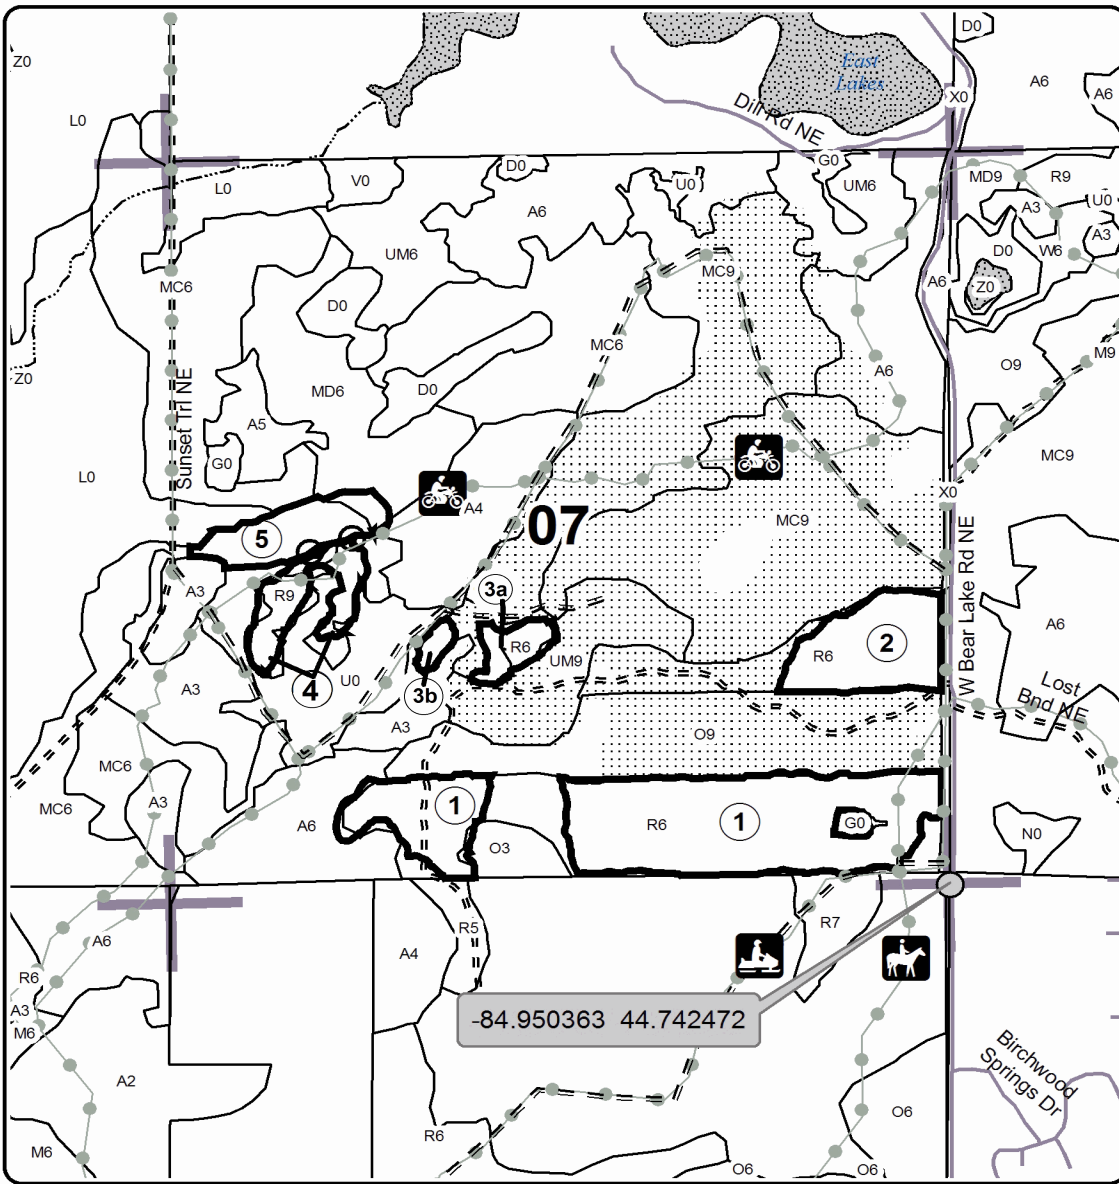 D0
East
Lakes
Z0
A6
A6
X0
L0
Dill Rd NE
G0
D0
V0
L0
U0
UM6
MD9
R9
U0
A3
A6
A3
UM6
D0
W6
MC9
A6
Z0
MC6
D0
MC6
M9
O9
A6
Z0
MD6
D0
Sunset Trl NE
A5
MC9
G0
L0
X0
A4
MC9
07
5
W Bear Lake Rd NE
3a
A3
R9
A6
2
R6
R6
UM9
4
U0
A3
3b
Lost
Bnd NE
A3
O9
MC6
A3
MC6
1
1
G0
A6
R6
N0
O3
R7
R5
A6
A4
R6
-84.950363 44.742472
A3
M6
Birchwood
Springs Dr
A2
O6
R6
M6
O6
O6